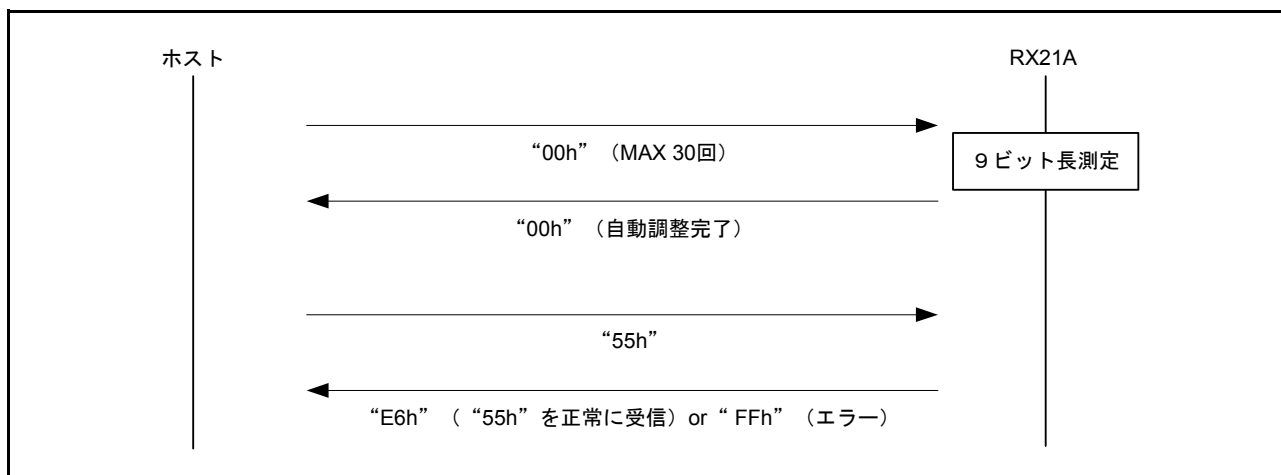 ホスト
RX21A
“00h” （MAX 30回）
９ビット長測定
“00h” （自動調整完了）
“55h”
“E6h” （ “55h” を正常に受信）or “ FFh” （エラー）